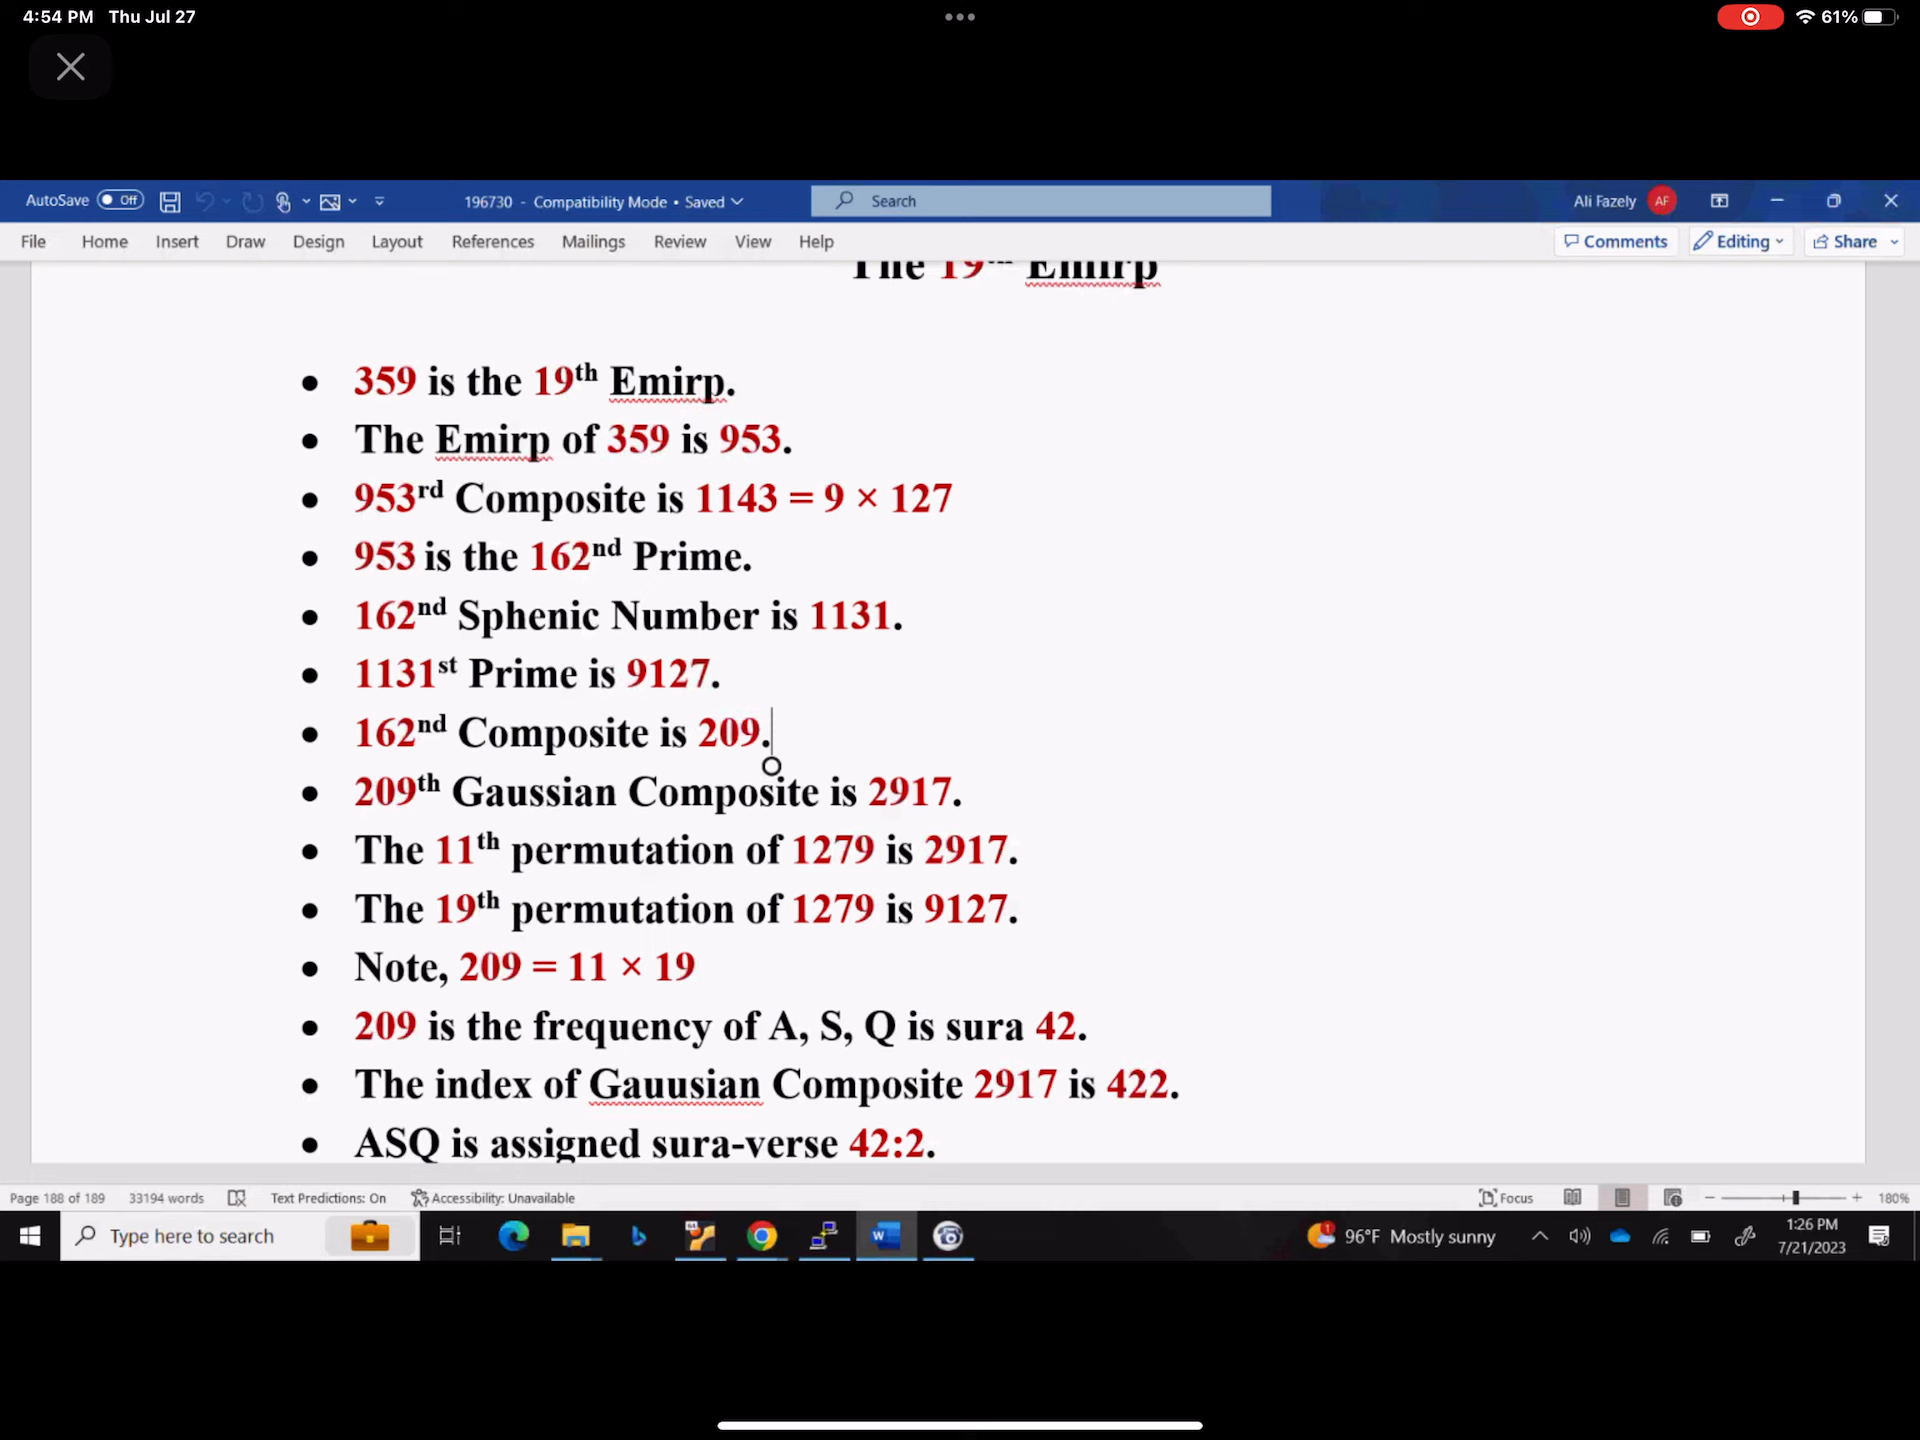 4:54 PM Thu Jul 27
61%
AutoSave Off
196730 - Compatibility Mode • Saved
Search
Ali Fazely AF
File Home Insert Draw Design Layout References Mailings Review View Help
Comments Editing Share
The 19th Emirp
• 359 is the 19th Emirp.
• The Emirp of 359 is 953.
• 953rd Composite is 1143 = 9 × 127
• 953 is the 162nd Prime.
• 162nd Sphenic Number is 1131.
• 1131st Prime is 9127.
• 162nd Composite is 209.
• 209th Gaussian Composite is 2917.
• The 11th permutation of 1279 is 2917.
• The 19th permutation of 1279 is 9127.
• Note, 209 = 11 × 19
• 209 is the frequency of A, S, Q is sura 42.
• The index of Gauusian Composite 2917 is 422.
• ASQ is assigned sura-verse 42:2.
Page 188 of 189 33194 words Text Predictions: On Accessibility: Unavailable
Focus
180%
Type here to search
96°F Mostly sunny
1:26 PM
7/21/2023